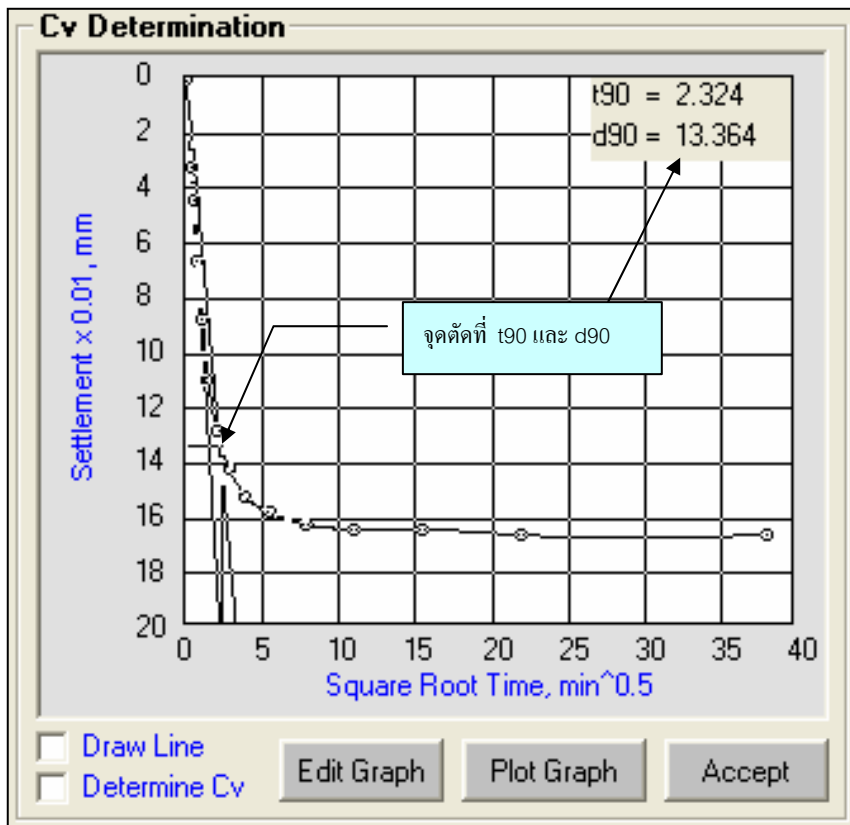 Cv Determination
t90 = 2.324
d90 = 13.364
0
2
4
6
8
10
12
14
16
18
20
Settlement x 0.01, mm
จุดตัดที่ t90 และ d90
0 5 10 15 20 25 30 35 40
Square Root Time, min^0.5
Draw Line
Determine Cv
Edit Graph
Plot Graph
Accept